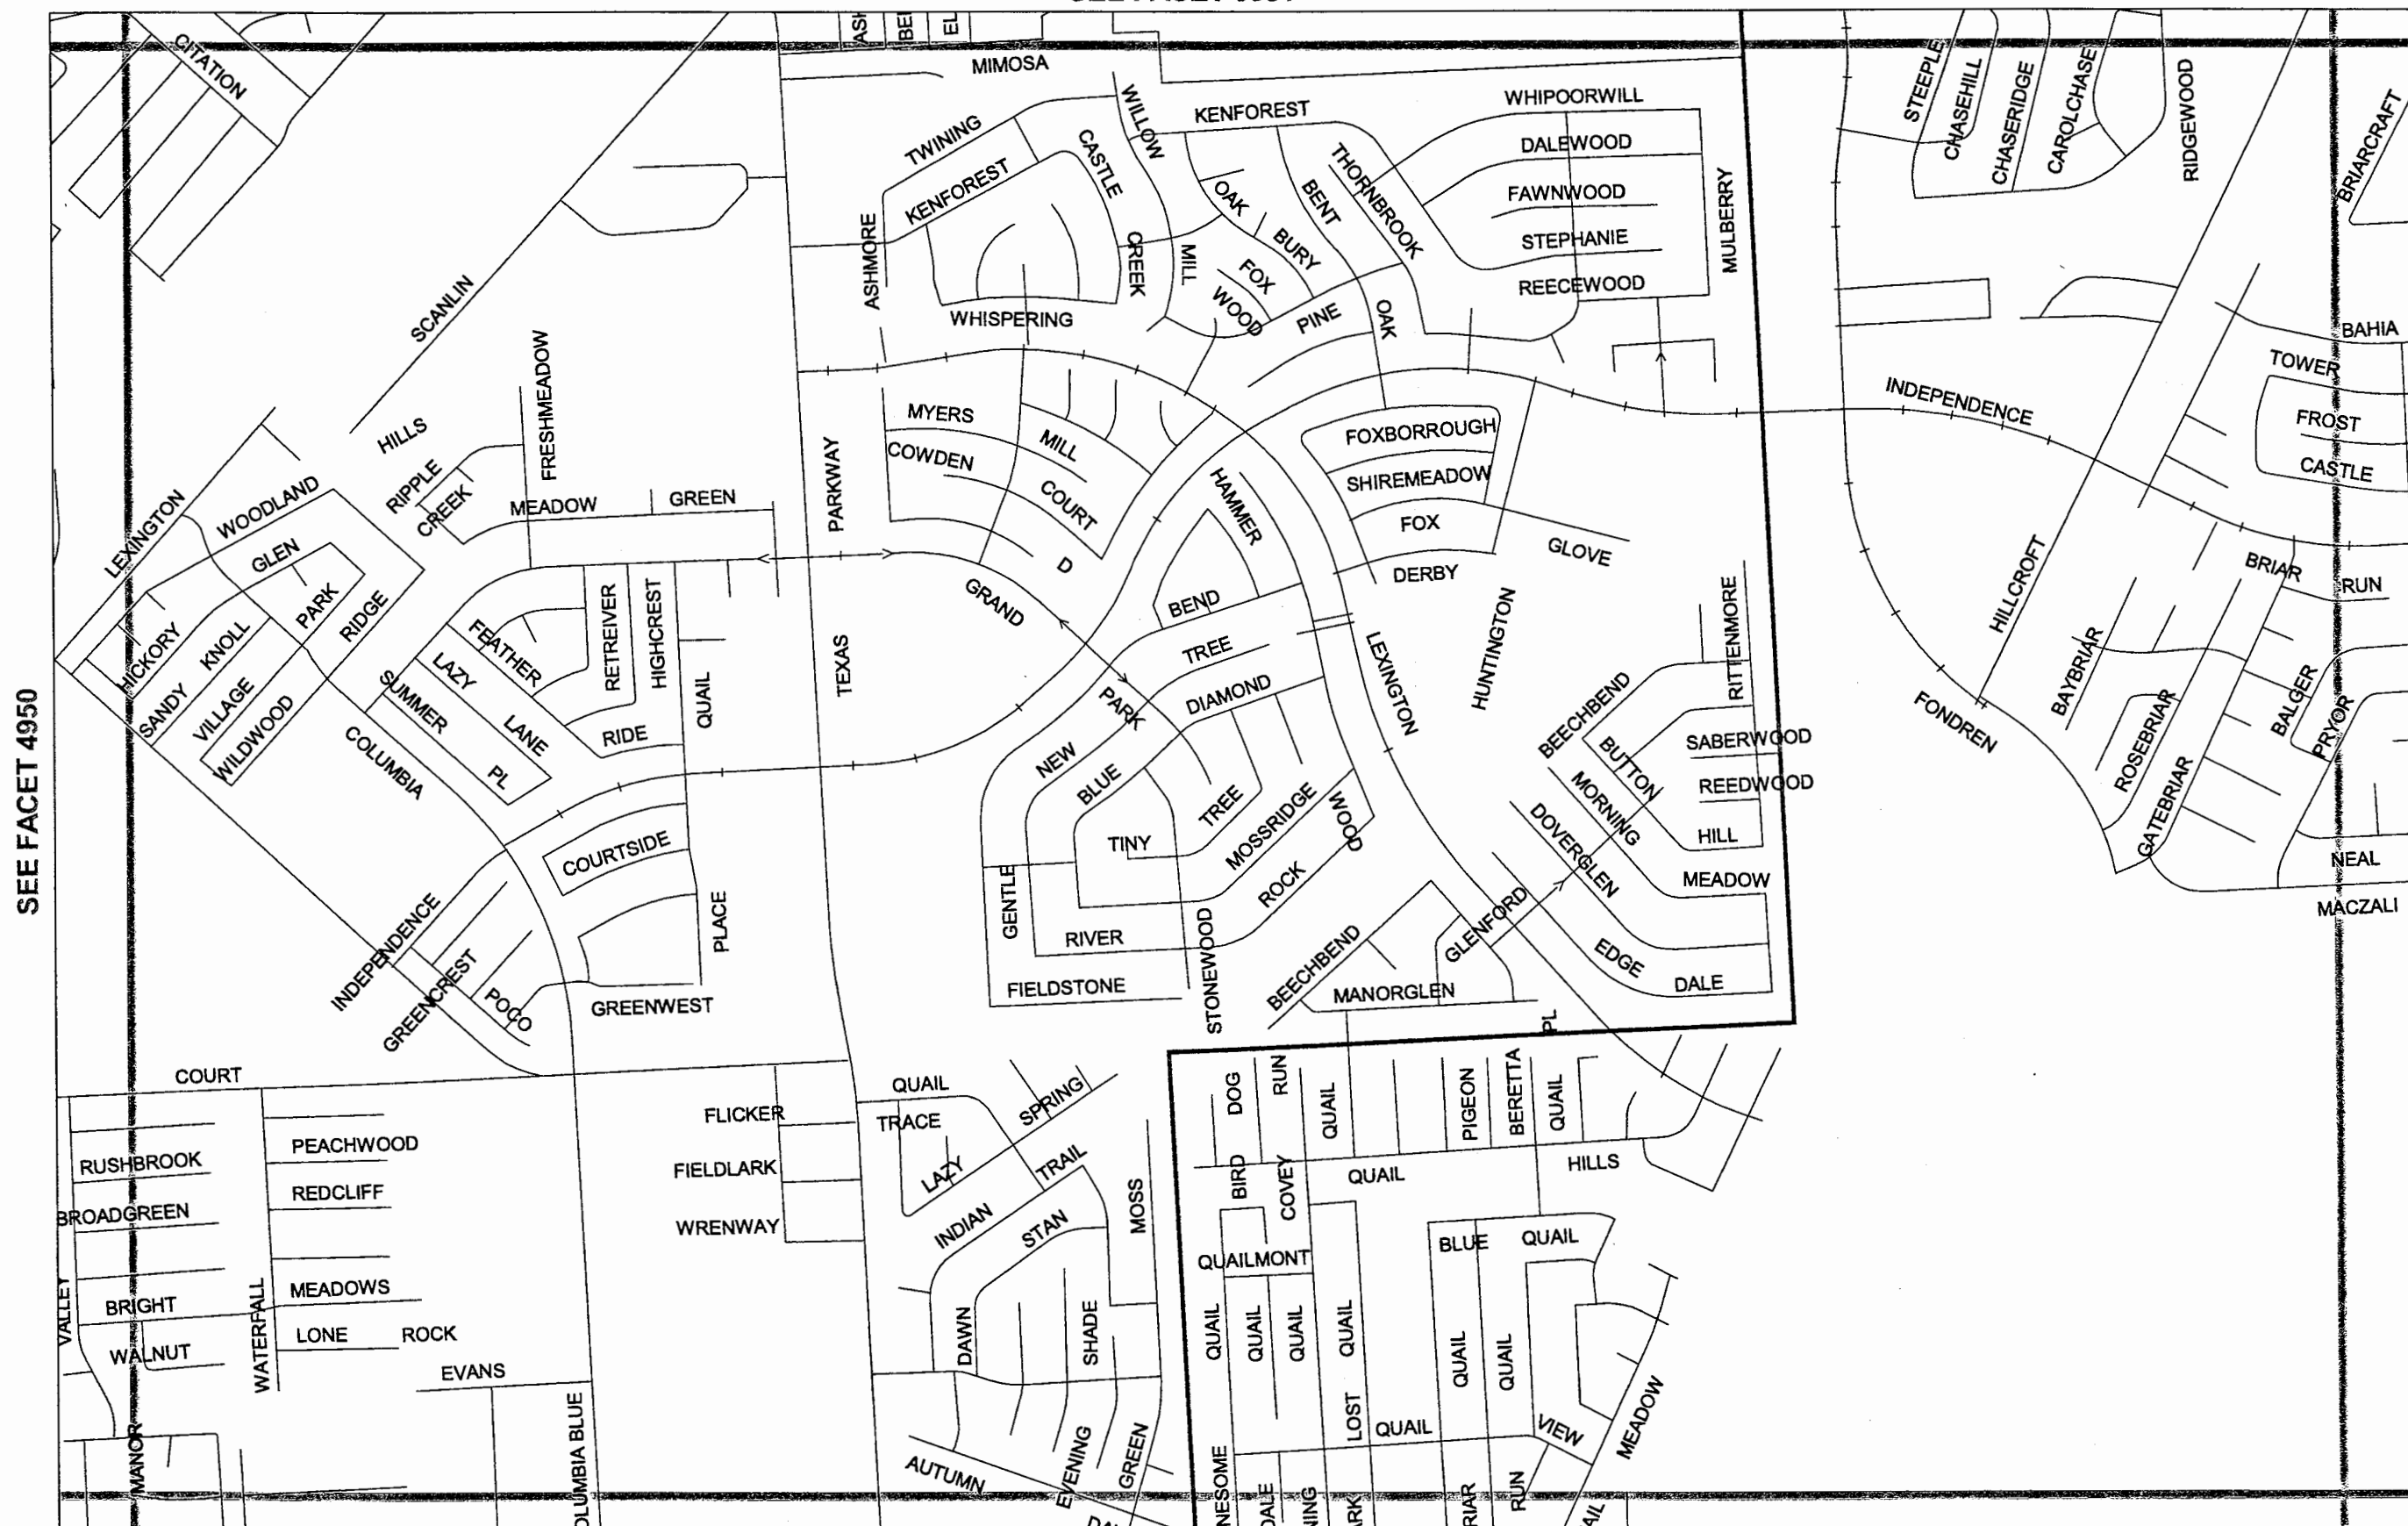 CITATION
MIMOSA
STEEPLE
CHASEHILL
CHASERIDGE
CAROLCHASE
RIDGEWOOD
BRIARCRAFT
TWINING
KENFOREST
CASTLE
CREEK
WILLOW
MILL
KENFOREST
WHIPOORWILL
DALEWOOD
FAWNWOOD
STEPHANIE
REECEWOOD
MULBERRY
THORNBROOK
BENT
OAK
OAK
BURY
FOX
WOOD
PINE
ASHMORE
WHISPERING
SCANLIN
FRESHMEADOW
HILLS
RIPPLE
CREEK
MEADOW
GREEN
LEXINGTON
WOODLAND
GLEN
PARK
RIDGE
HICKORY
KNOLL
SANDY
VILLAGE
WILDWOOD
MYERS
COWDEN
MILL
COURT
D
PARKWAY
TEXAS
FOXBORROUGH
SHIREMEADOW
FOX
GLOVE
DERBY
HAMMER
BEND
INDEPENDENCE
BAHIA
TOWER
FROST
CASTLE
BRIAR
RUN
HILLCROFT
FONDREN
BAYBRIAR
ROSEBRIAR
GATEBRIAR
BALGER
PRYOR
NEAL
MACZALI
GRAND
PARK
TREE
DIAMOND
NEW
BLUE
TINY
TREE
MOSSRIDGE
WOOD
ROCK
GENTLE
RIVER
FIELDSTONE
STONEWOOD
LEXINGTON
HUNTINGTON
RITTENMORE
BEECHBEND
BUTTON
SABERWOOD
REEDWOOD
MORNING
HILL
DOVERGLEN
MEADOW
GLENFORD
EDGE
DALE
BEECHBEND
MANORGLEN
PL
FEATHER
RETREIVER
HIGHCREST
QUAIL
LAZY
LANE
SUMMER
PL
RIDE
COLUMBIA
COURTSIDE
PLACE
INDEPENDENCE
GREENCREST
POCO
GREENWEST
SEE FACET 4950
COURT
PEACHWOOD
RUSHBROOK
REDCLIFF
BROADGREEN
MEADOWS
BRIGHT
LONE ROCK
WALNUT
VALLEY
WATERFALL
EVANS
MANOR
FLICKER
FIELDLARK
WRENWAY
QUAIL
TRACE
SPRING
LAZY
TRAIL
INDIAN
STAN
MOSS
DAWN
SHADE
EVENING
GREEN
AUTUMN
DOG
RUN
QUAIL
PIGEON
BERETTA
QUAIL
BIRD
COVEY
QUAIL
HILLS
QUAILMONT
BLUE
QUAIL
QUAIL
QUAIL
QUAIL
QUAIL
QUAIL
QUAIL
LOST
QUAIL
VIEW
MEADOW
RUN